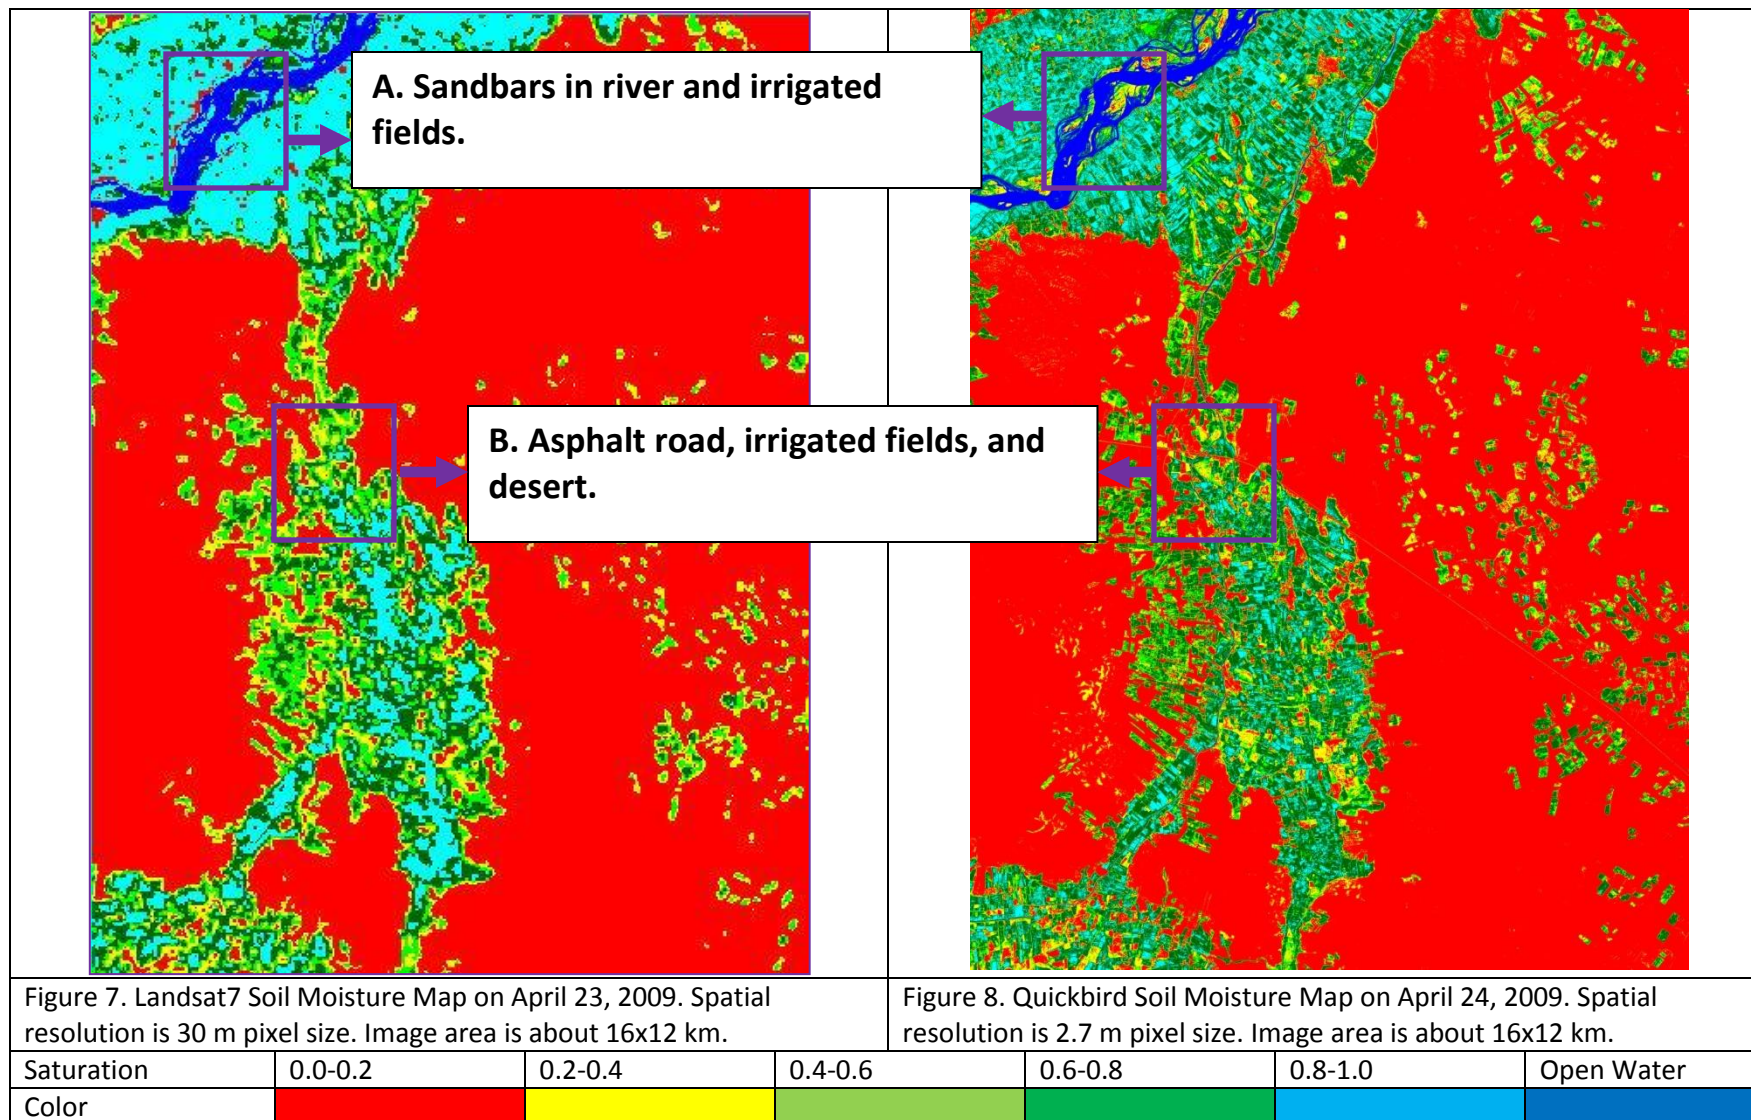 A. Sandbars in river and irrigated
fields.
B. Asphalt road, irrigated fields, and
desert.
Figure 7. Landsat7 Soil Moisture Map on April 23, 2009. Spatial
resolution is 30 m pixel size. Image area is about 16x12 km.
Figure 8. Quickbird Soil Moisture Map on April 24, 2009. Spatial
resolution is 2.7 m pixel size. Image area is about 16x12 km.
Saturation 0.0-0.2 0.2-0.4 0.4-0.6 0.6-0.8 0.8-1.0 Open Water
Color